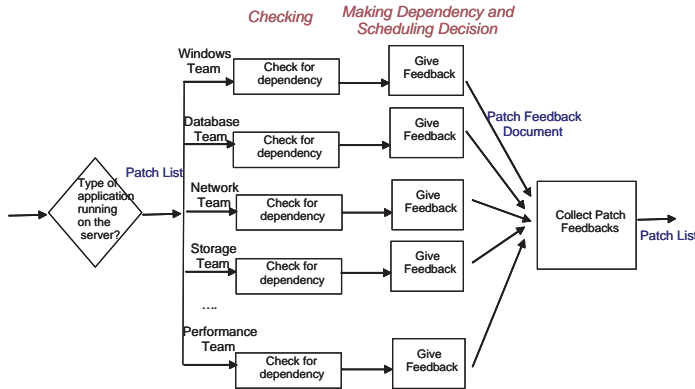 Checking
Making Dependency and
Scheduling Decision
Windows
Team
Check for
dependency
Give
Feedback
Database
Team
Check for
dependency
Give
Feedback
Patch Feedback
Document
Type of
application
running
on the
server?
Patch List
Network
Team
Check for
dependency
Give
Feedback
Collect Patch
Feedbacks
Patch List
Storage
Team
Check for
dependency
Give
Feedback
....
Performance
Team
Check for
dependency
Give
Feedback